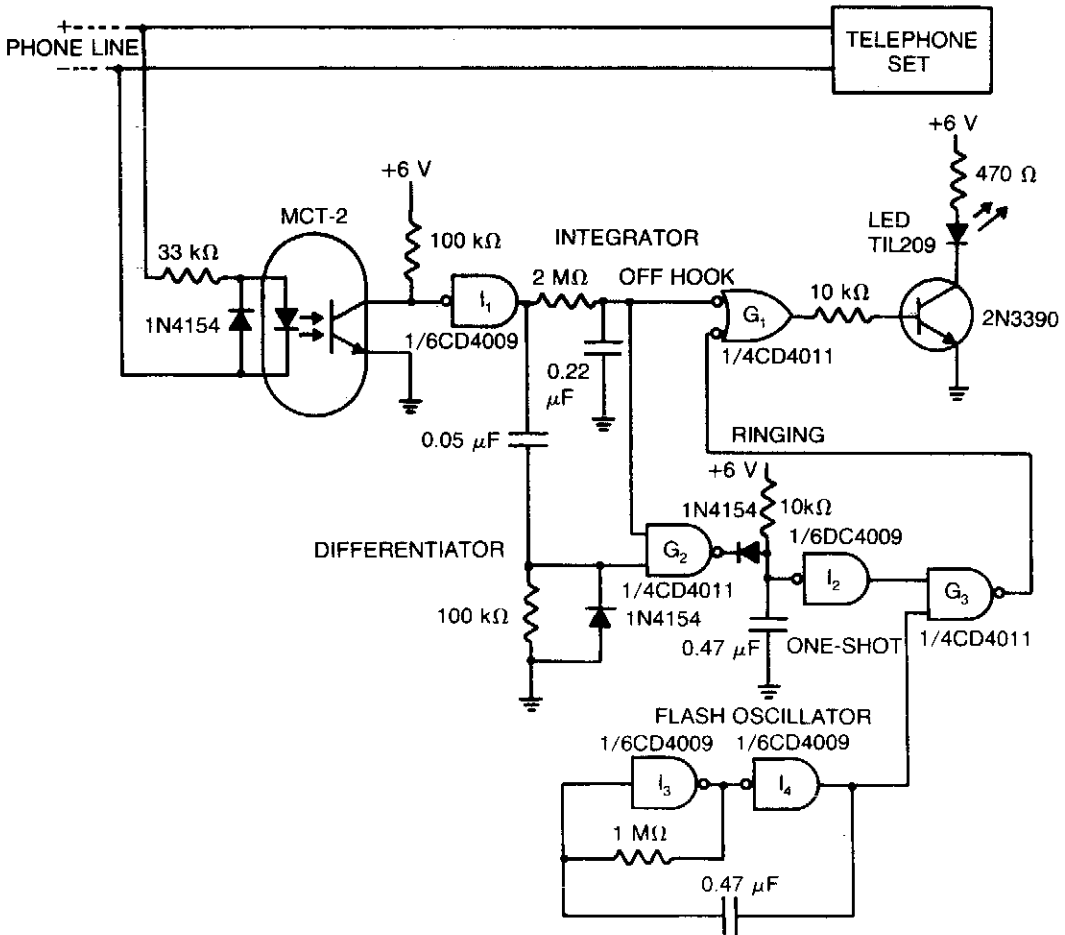 +
PHONE LINE
−
TELEPHONE
SET
+6 V
470 Ω
LED
TIL209
+6 V
MCT-2
100 kΩ
INTEGRATOR
33 kΩ
2 MΩ
OFF HOOK
I1
G1
10 kΩ
1N4154
2N3390
1/6CD4009
1/4CD4011
0.22
μF
0.05 μF
RINGING
+6 V
1N4154
10kΩ
DIFFERENTIATOR
1/6DC4009
G2
I2
G3
1/4CD4011
100 kΩ
1N4154
0.47 μF
ONE-SHOT
1/4CD4011
FLASH OSCILLATOR
1/6CD4009
1/6CD4009
I3
I4
1 MΩ
0.47 μF